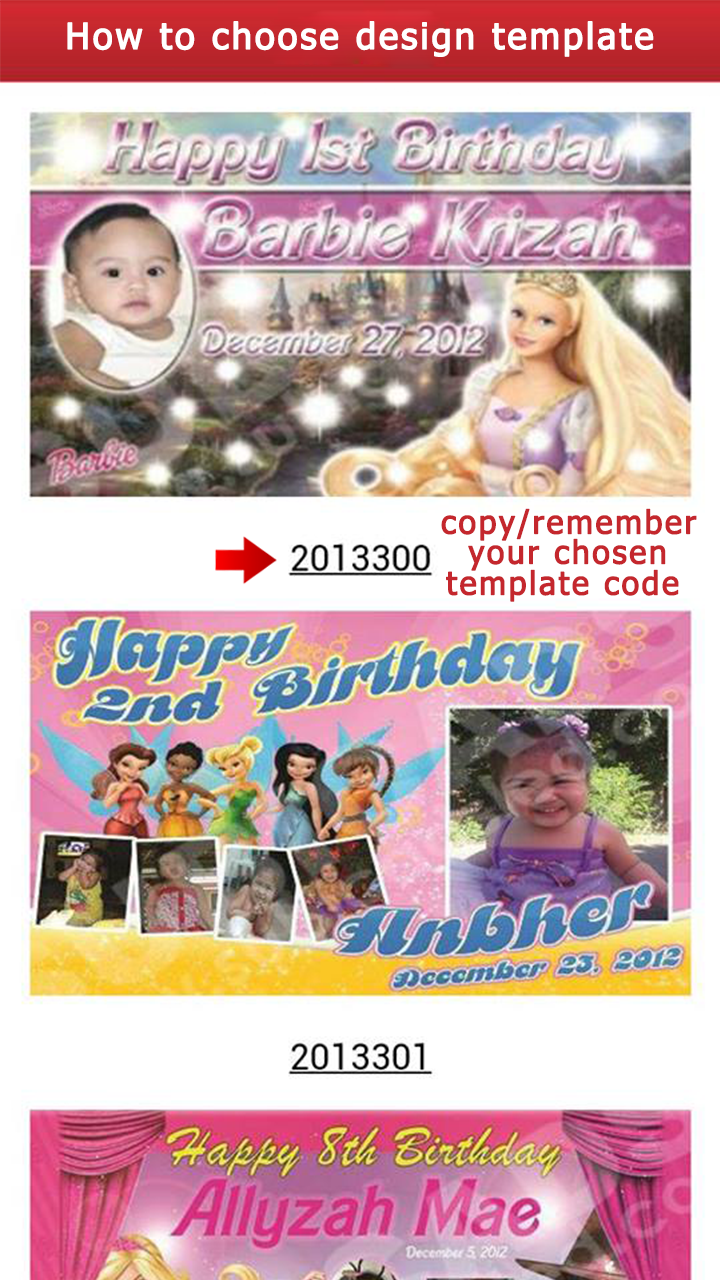 How to choose design template
Happy 1st Birthday
Barbie Krizah
December 27, 2012
Barbie
copy/remember
your chosen
template code
2013300
Happy
2nd Birthday
Anbher
December 23, 2012
2013301
Happy 8th Birthday
Allyzah Mae
December 5, 2012